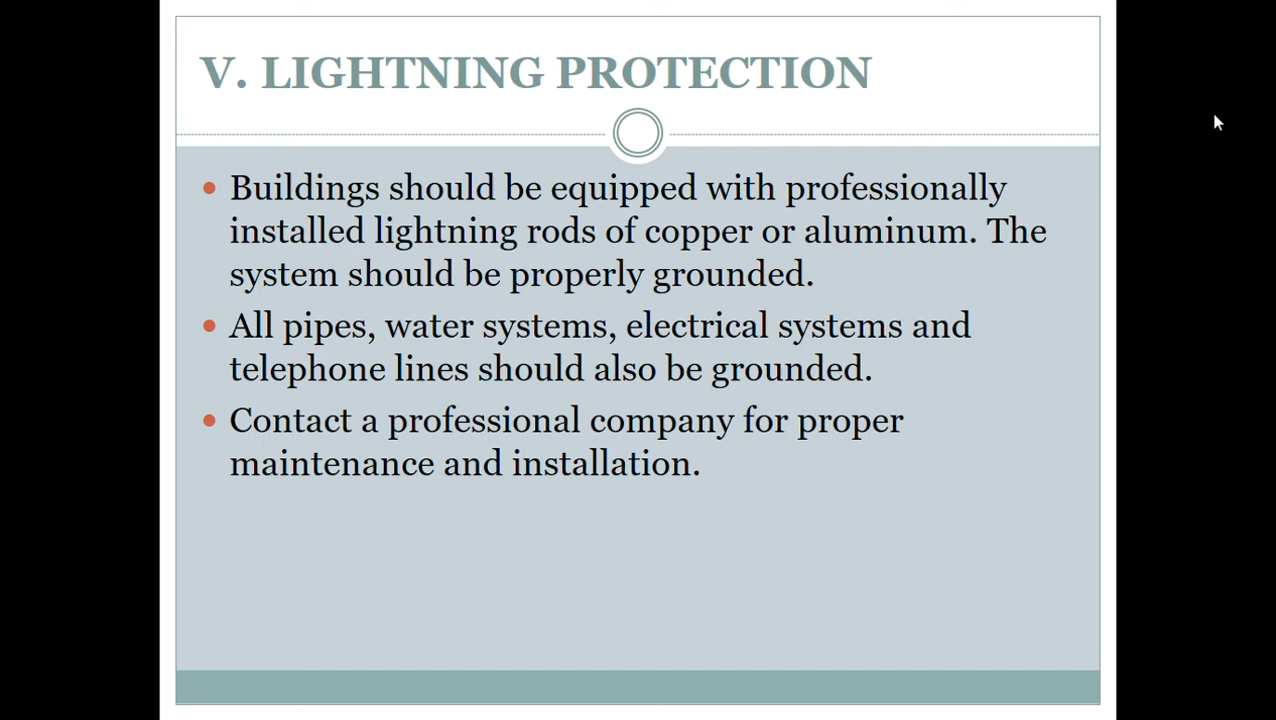 V. LIGHTNING PROTECTION
Buildings should be equipped with professionally
installed lightning rods of copper or aluminum. The
system should be properly grounded.
All pipes, water systems, electrical systems and
telephone lines should also be grounded.
Contact a professional company for proper
maintenance and installation.